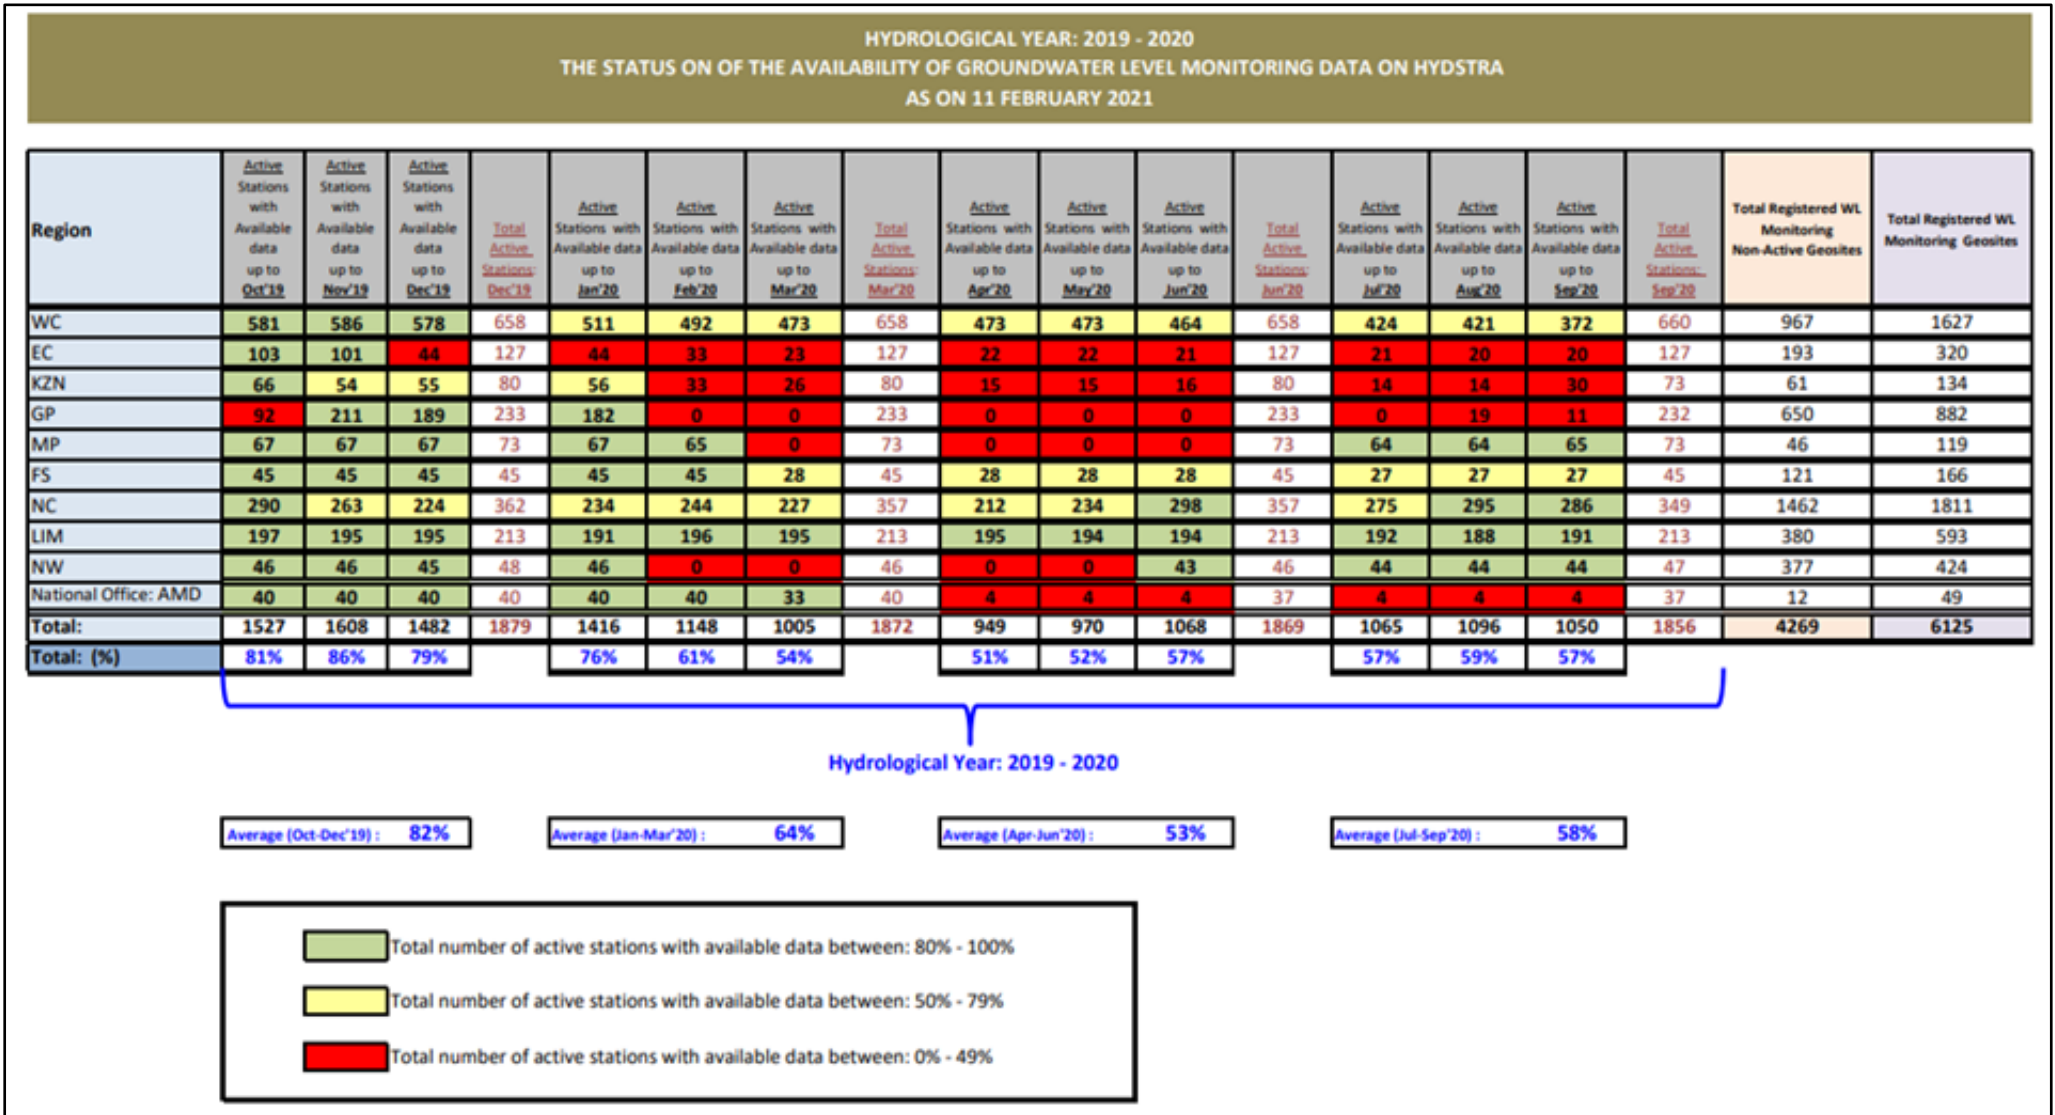 HYDROLOGICAL YEAR: 2019 - 2020
THE STATUS ON OF THE AVAILABILITY OF GROUNDWATER LEVEL MONITORING DATA ON HYDSTRA
AS ON 11 FEBRUARY 2021
Region
Active Stations with Available data up to Oct'19
Active Stations with Available data up to Nov'19
Active Stations with Available data up to Dec'19
Total Active Stations: Dec'19
Active Stations with Available data up to Jan'20
Active Stations with Available data up to Feb'20
Active Stations with Available data up to Mar'20
Total Active Stations: Mar'20
Active Stations with Available data up to Apr'20
Active Stations with Available data up to May'20
Active Stations with Available data up to Jun'20
Total Active Stations: Jun'20
Active Stations with Available data up to Jul'20
Active Stations with Available data up to Aug'20
Active Stations with Available data up to Sep'20
Total Active Stations: Sep'20
Total Registered WL Monitoring Non-Active Geosites
Total Registered WL Monitoring Geosites
WC 581 586 578 658 511 492 473 658 473 473 464 658 424 421 372 660 967 1627
EC 103 101 44 127 44 33 23 127 22 22 21 127 21 20 20 127 193 320
KZN 66 54 55 80 56 33 26 80 15 15 16 80 14 14 30 73 61 134
GP 92 211 189 233 182 0 0 233 0 0 0 233 0 19 11 232 650 882
MP 67 67 67 73 67 65 0 73 0 0 0 73 64 64 65 73 46 119
FS 45 45 45 45 45 45 28 45 28 28 28 45 27 27 27 45 121 166
NC 290 263 224 362 234 244 227 357 212 234 298 357 275 295 286 349 1462 1811
LIM 197 195 195 213 191 196 195 213 195 194 194 213 192 188 191 213 380 593
NW 46 46 45 48 46 0 0 46 0 0 43 46 44 44 44 47 377 424
National Office: AMD 40 40 40 40 40 40 33 40 4 4 4 37 4 4 4 37 12 49
Total: 1527 1608 1482 1879 1416 1148 1005 1872 949 970 1068 1869 1065 1096 1050 1856 4269 6125
Total: (%) 81% 86% 79% 76% 61% 54% 51% 52% 57% 57% 59% 57%
Hydrological Year: 2019 - 2020
Average (Oct-Dec'19) : 82%
Average (Jan-Mar'20) : 64%
Average (Apr-Jun'20) : 53%
Average (Jul-Sep'20) : 58%
Total number of active stations with available data between: 80% - 100%
Total number of active stations with available data between: 50% - 79%
Total number of active stations with available data between: 0% - 49%